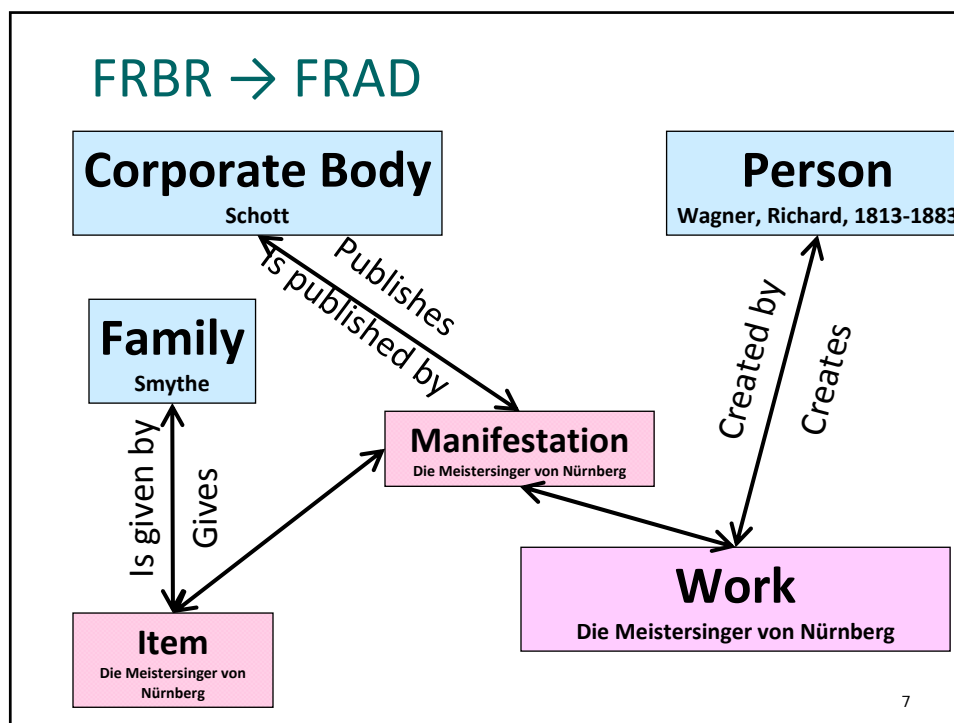 FRBR → FRAD
Corporate Body
Schott
Person
Wagner, Richard, 1813-1883
Publishes
Is published by
Family
Smythe
Created by
Creates
Manifestation
Die Meistersinger von Nürnberg
Is given by
Gives
Work
Die Meistersinger von Nürnberg
Item
Die Meistersinger von
Nürnberg
7